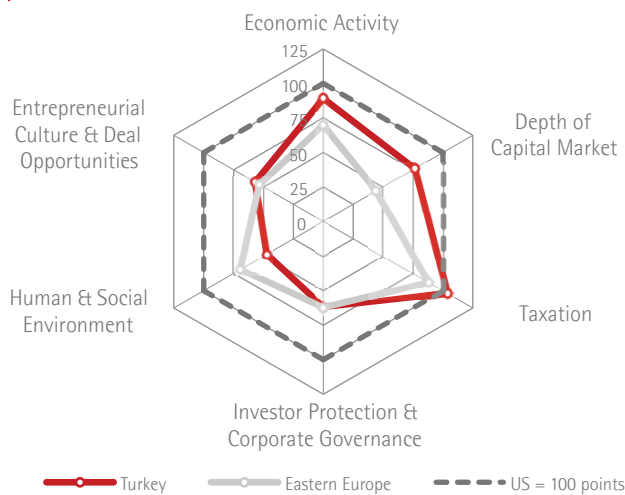 Economic Activity
125
100
75
50
25
0
Depth of
Capital Market
Taxation
Investor Protection &
Corporate Governance
Human & Social
Environment
Entrepreneurial
Culture & Deal
Opportunities
Turkey
Eastern Europe
US = 100 points